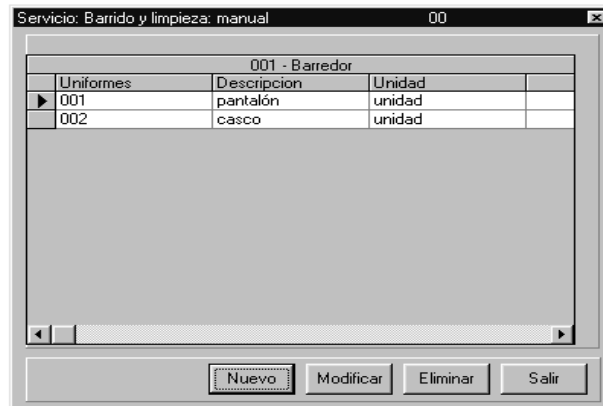 Servicio: Barrido y limpieza: manual 00
001 - Barredor
Uniformes Descripcion Unidad
001 pantalón unidad
002 casco unidad
Nuevo Modificar Eliminar Salir